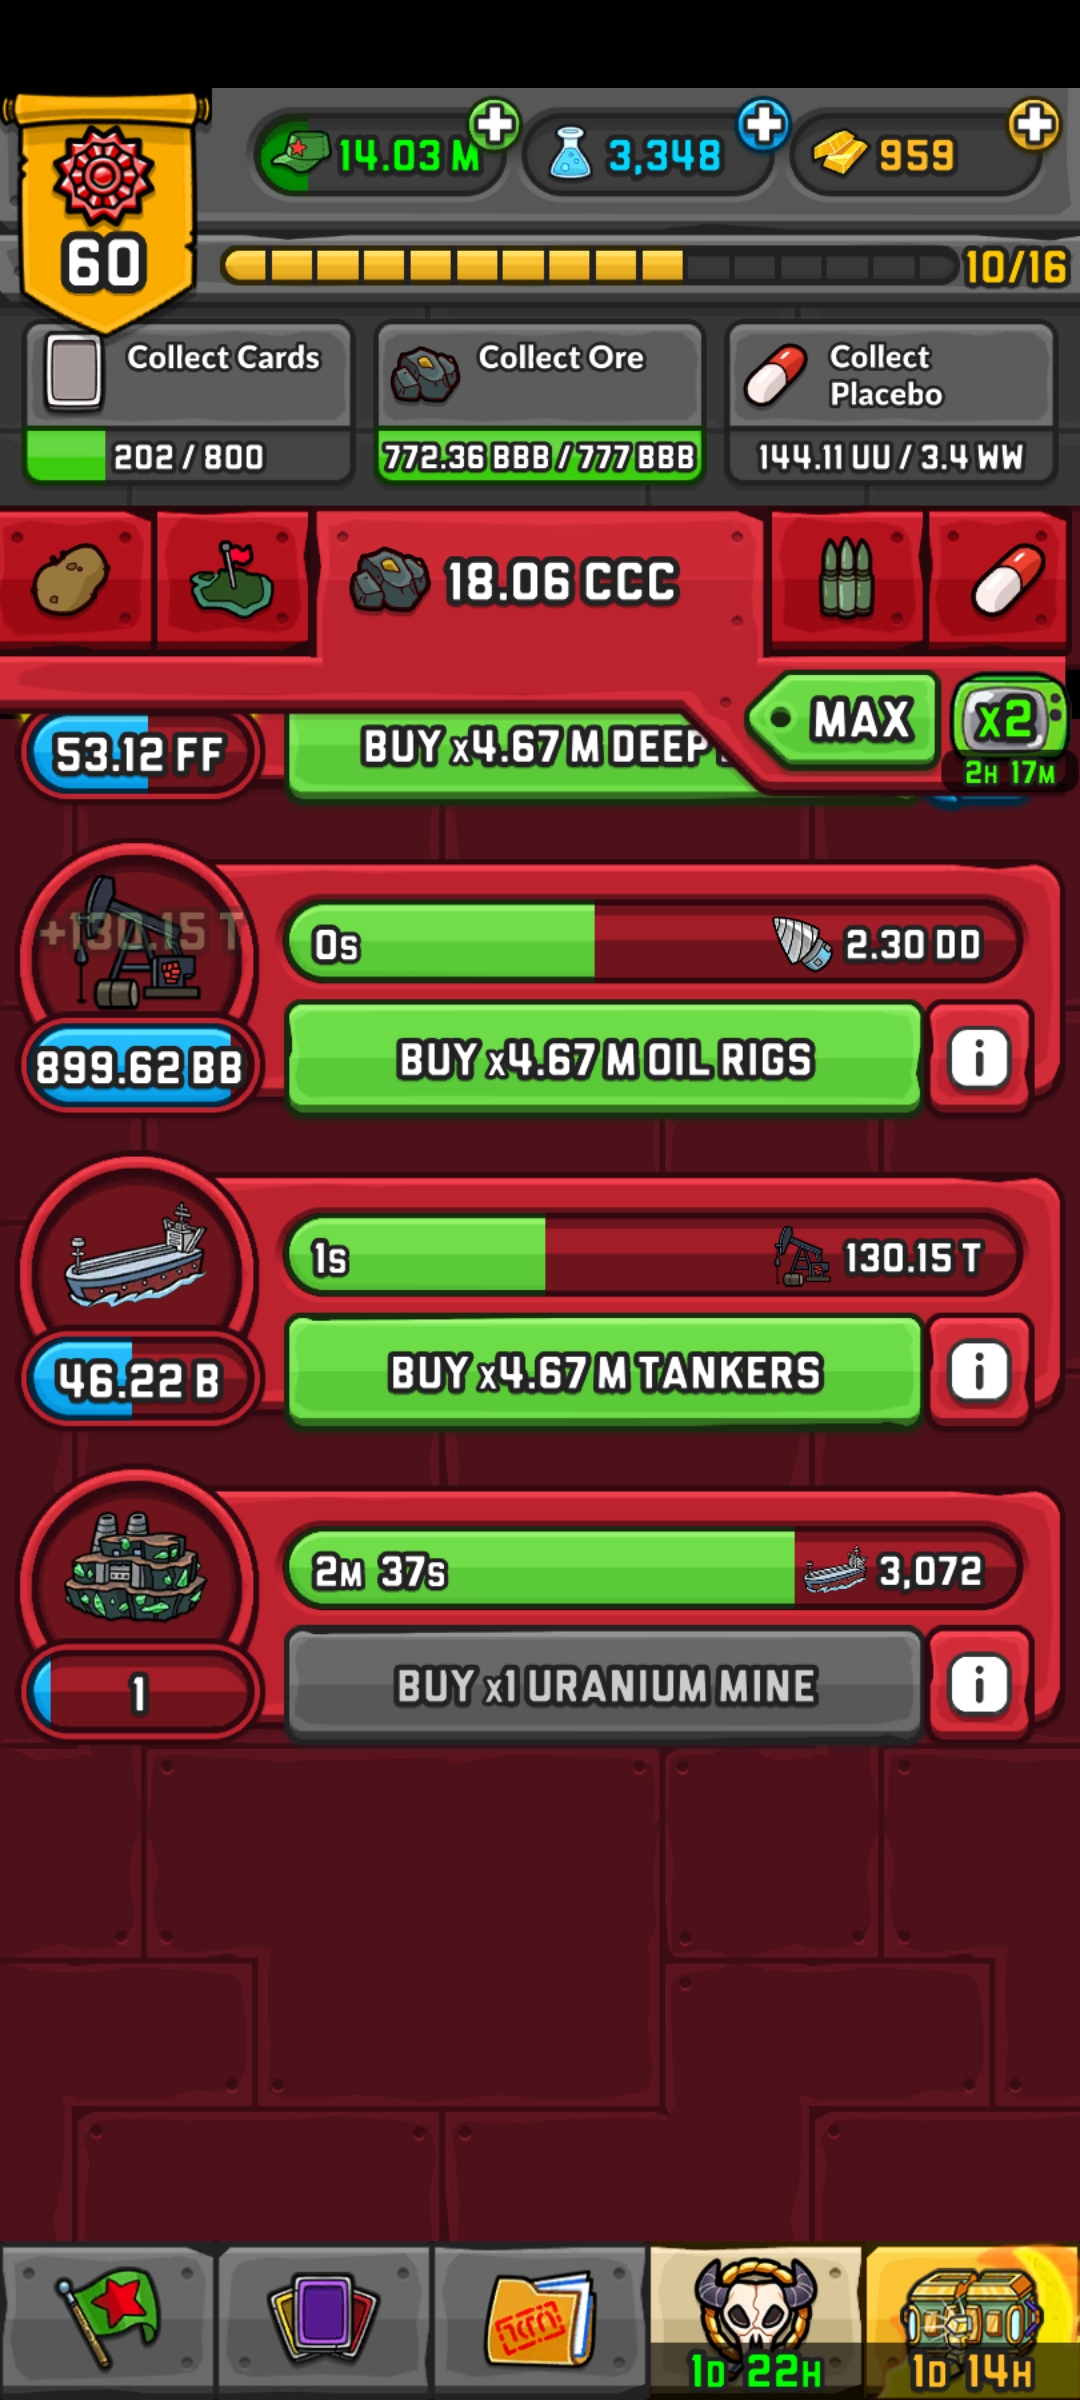 14.03 M
3,348
959
60
10/16
Collect Cards
Collect Ore
Collect
Placebo
202 / 800
772.36 BBB / 777 BBB
144.11 UU / 3.4 WW
18.06 CCC
MAX
x2
2H 17M
53.12 FF
BUY x4.67 M DEEP
+130.15 T
0s
2.30 DD
899.62 BB
BUY x4.67 M OIL RIGS
i
1s
130.15 T
46.22 B
BUY x4.67 M TANKERS
i
2M 37s
3,072
1
BUY x1 URANIUM MINE
i
1D 22H
1D 14H